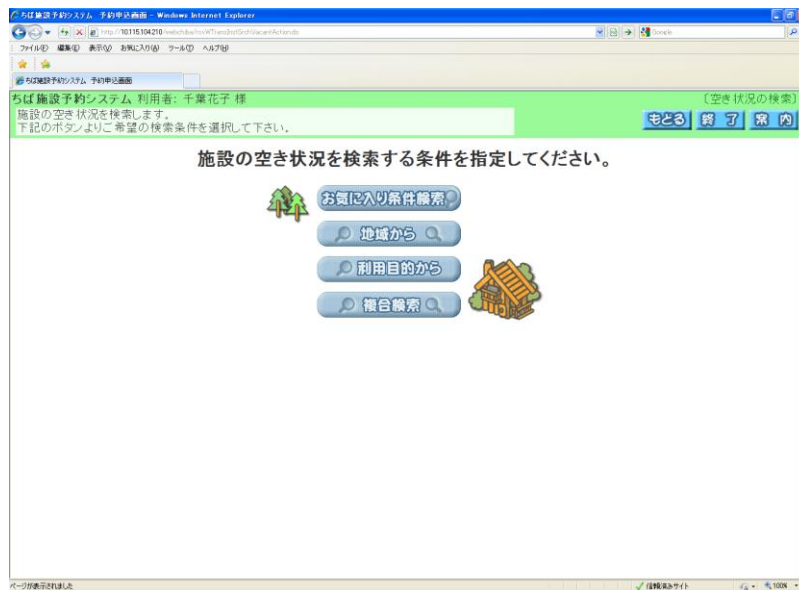 ちば施設予約システム 予約申込画面 - Windows Internet Explorer
Google
ファイル(F) 編集(E) 表示(V) お気に入り(A) ツール(T) ヘルプ(H)
ちば施設予約システム 予約申込画面
ちば施設予約システム 利用者: 千葉花子 様
〔空き状況の検索〕
施設の空き状況を検索します。
下記のボタンよりご希望の検索条件を選択して下さい。
もどる 終了 案内
施設の空き状況を検索する条件を指定してください。
お気に入り条件検索
地域から
利用目的から
複合検索
ページが表示されました
信頼済みサイト
100%